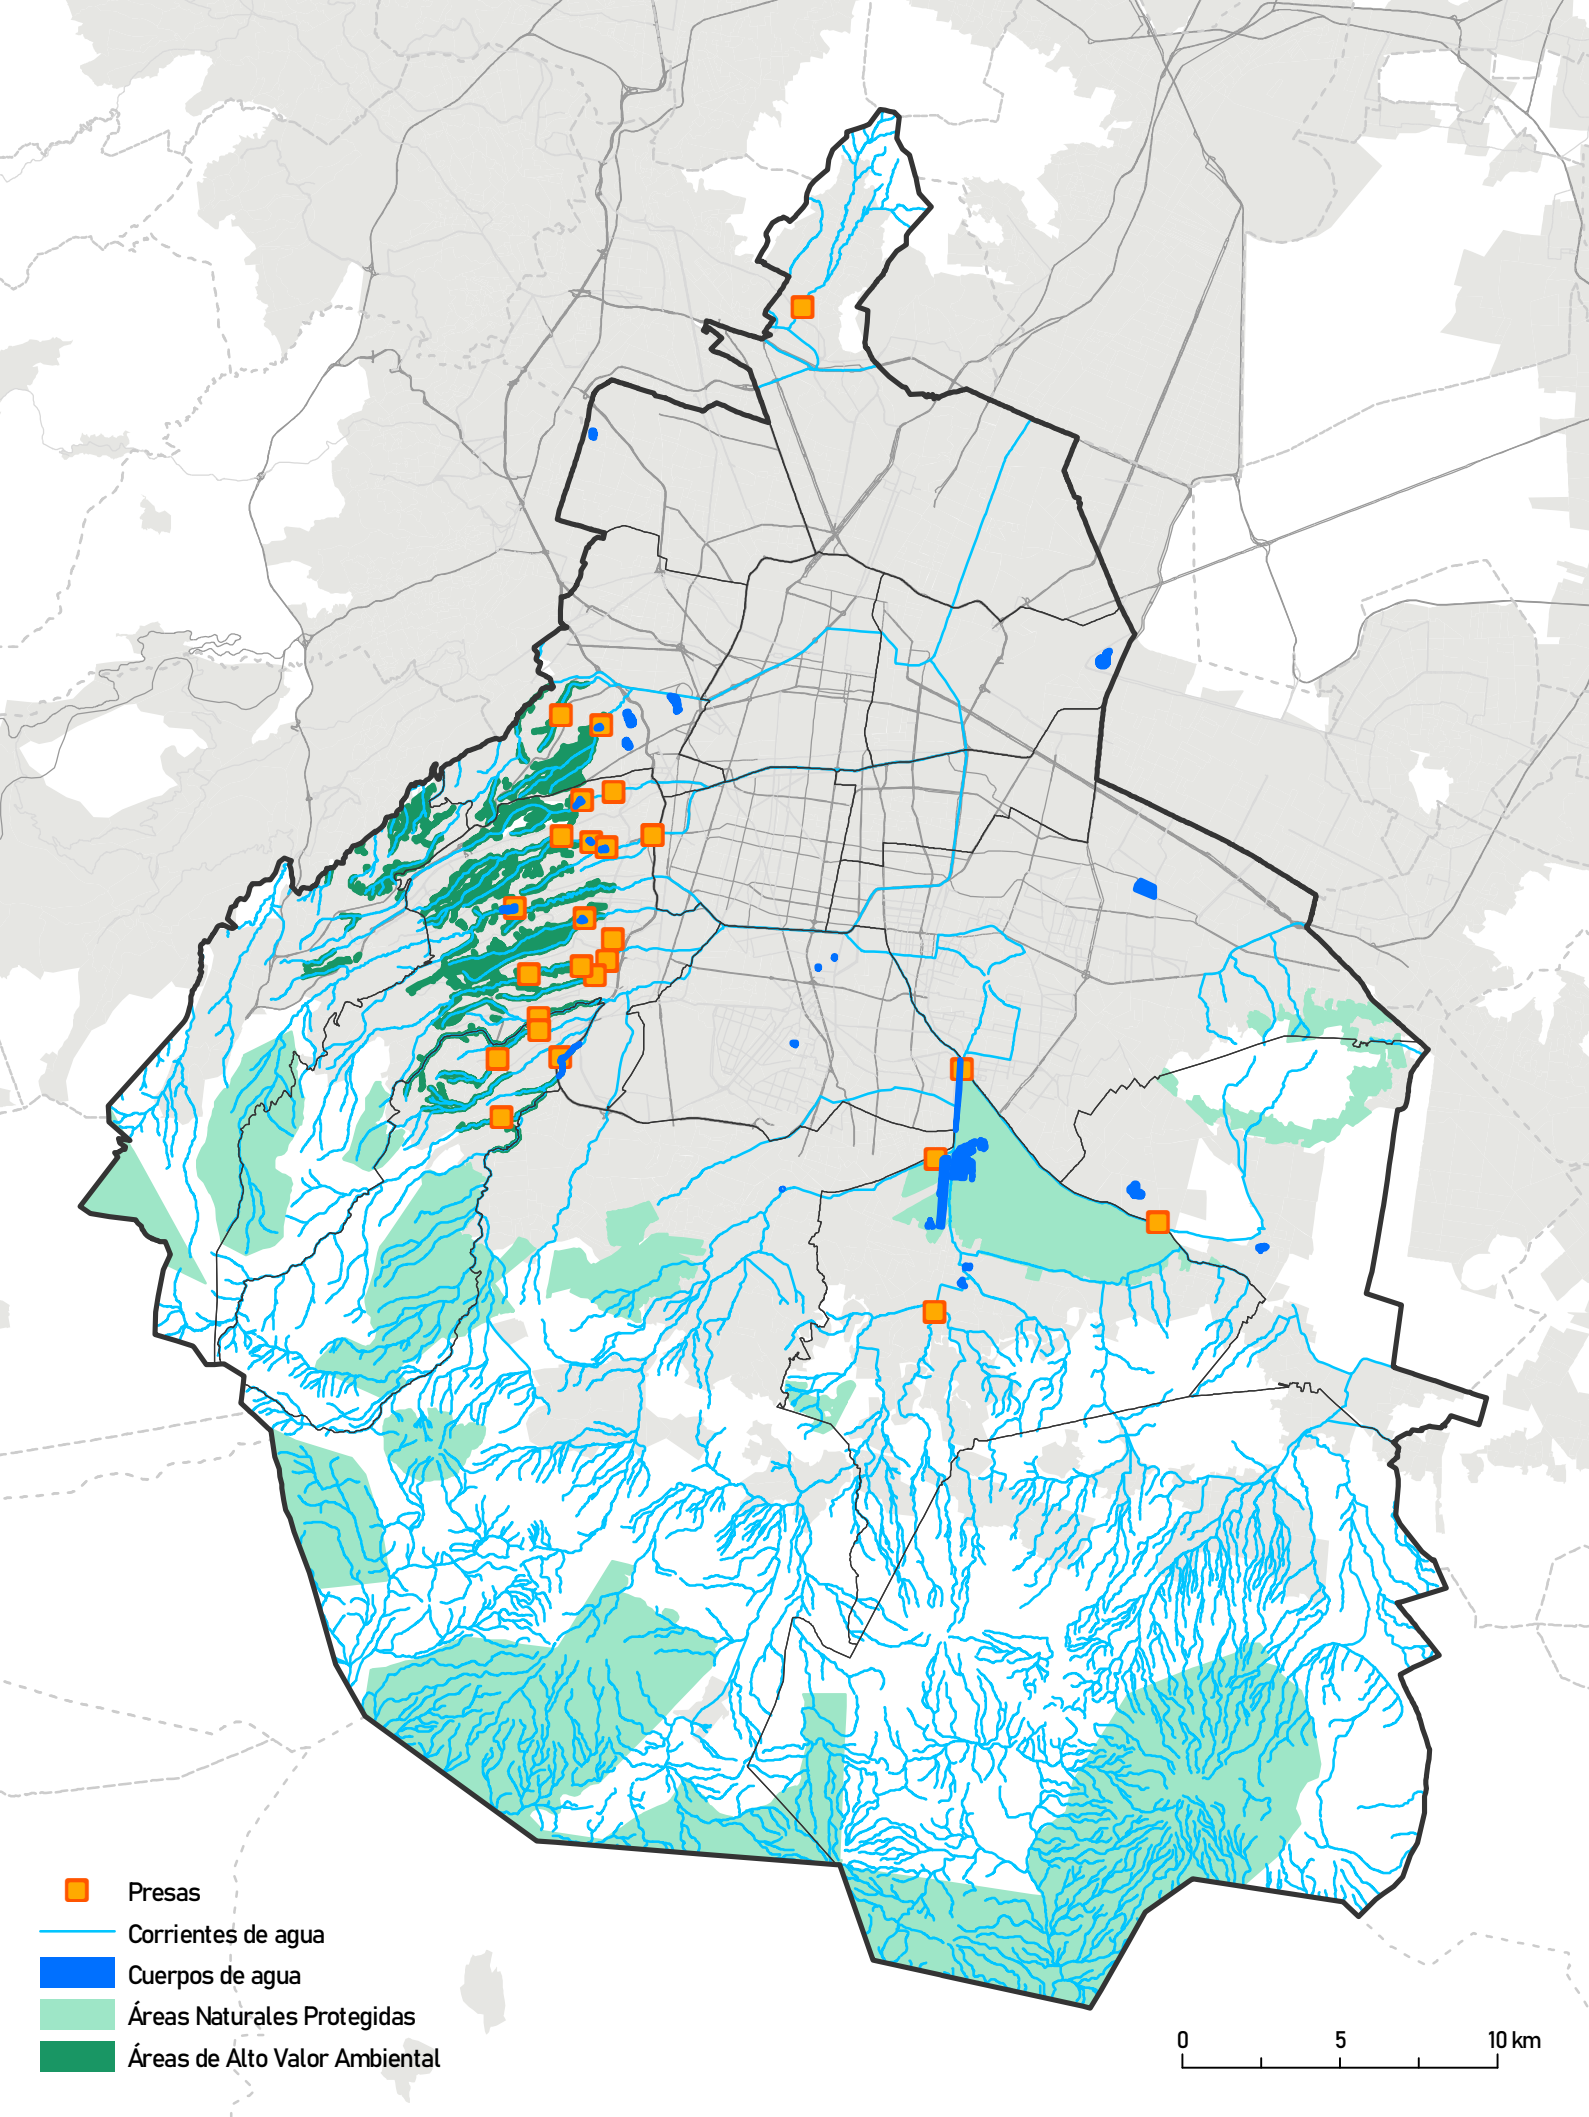 Presas
Corrientes de agua
Cuerpos de agua
Áreas Naturales Protegidas
Áreas de Alto Valor Ambiental
0 5 10 km